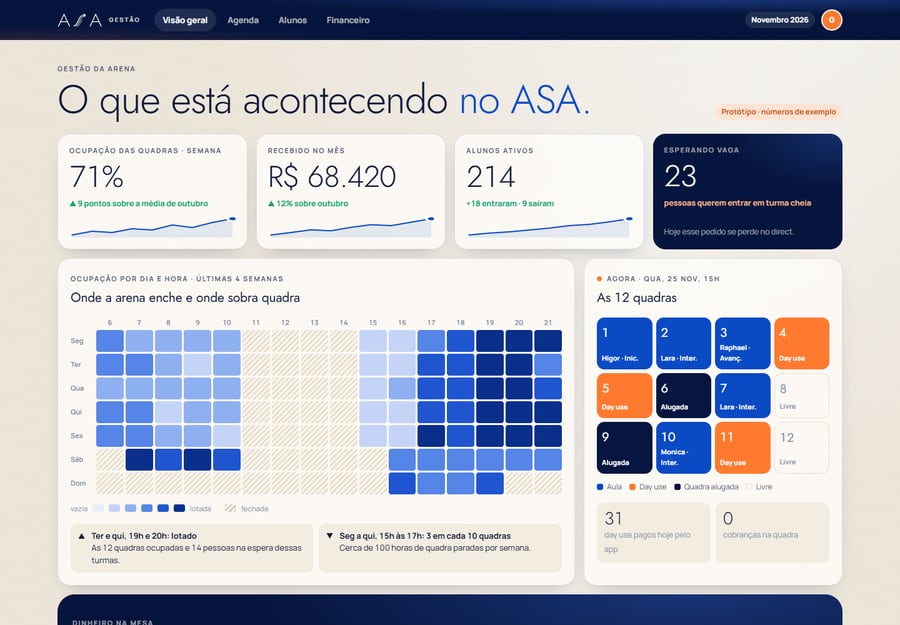 ASA GESTÃO
Visão geral
Agenda
Alunos
Financeiro
Novembro 2026
G
GESTÃO DA ARENA
O que está acontecendo no ASA.
Protótipo · números de exemplo
OCUPAÇÃO DAS QUADRAS · SEMANA
71%
▲ 9 pontos sobre a média de outubro
RECEBIDO NO MÊS
R$ 68.420
▲ 12% sobre outubro
ALUNOS ATIVOS
214
+18 entraram · 9 saíram
ESPERANDO VAGA
23
pessoas querem entrar em turma cheia
Hoje esse pedido se perde no direct.
OCUPAÇÃO POR DIA E HORA · ÚLTIMAS 4 SEMANAS
Onde a arena enche e onde sobra quadra
6 7 8 9 10 11 12 13 14 15 16 17 18 19 20 21
Seg
Ter
Qua
Qui
Sex
Sáb
Dom
vazia
lotada
fechada
▲ Ter e qui, 19h e 20h: lotado
As 12 quadras ocupadas e 14 pessoas na espera dessas
turmas.
▼ Seg a qui, 15h às 17h: 3 em cada 10 quadras
Cerca de 100 horas de quadra paradas por semana.
AGORA · QUA, 25 NOV, 15H
As 12 quadras
1
Higor · Inic.
2
Lara · Inter.
3
Raphael ·
Avanç.
4
Day use
5
Day use
6
Alugada
7
Lara · Inter.
8
Livre
9
Alugada
10
Monica ·
Inter.
11
Day use
12
Livre
Aula
Day use
Quadra alugada
Livre
31
day use pagos hoje pelo
app
0
cobranças na quadra
DINHEIRO NA MESA